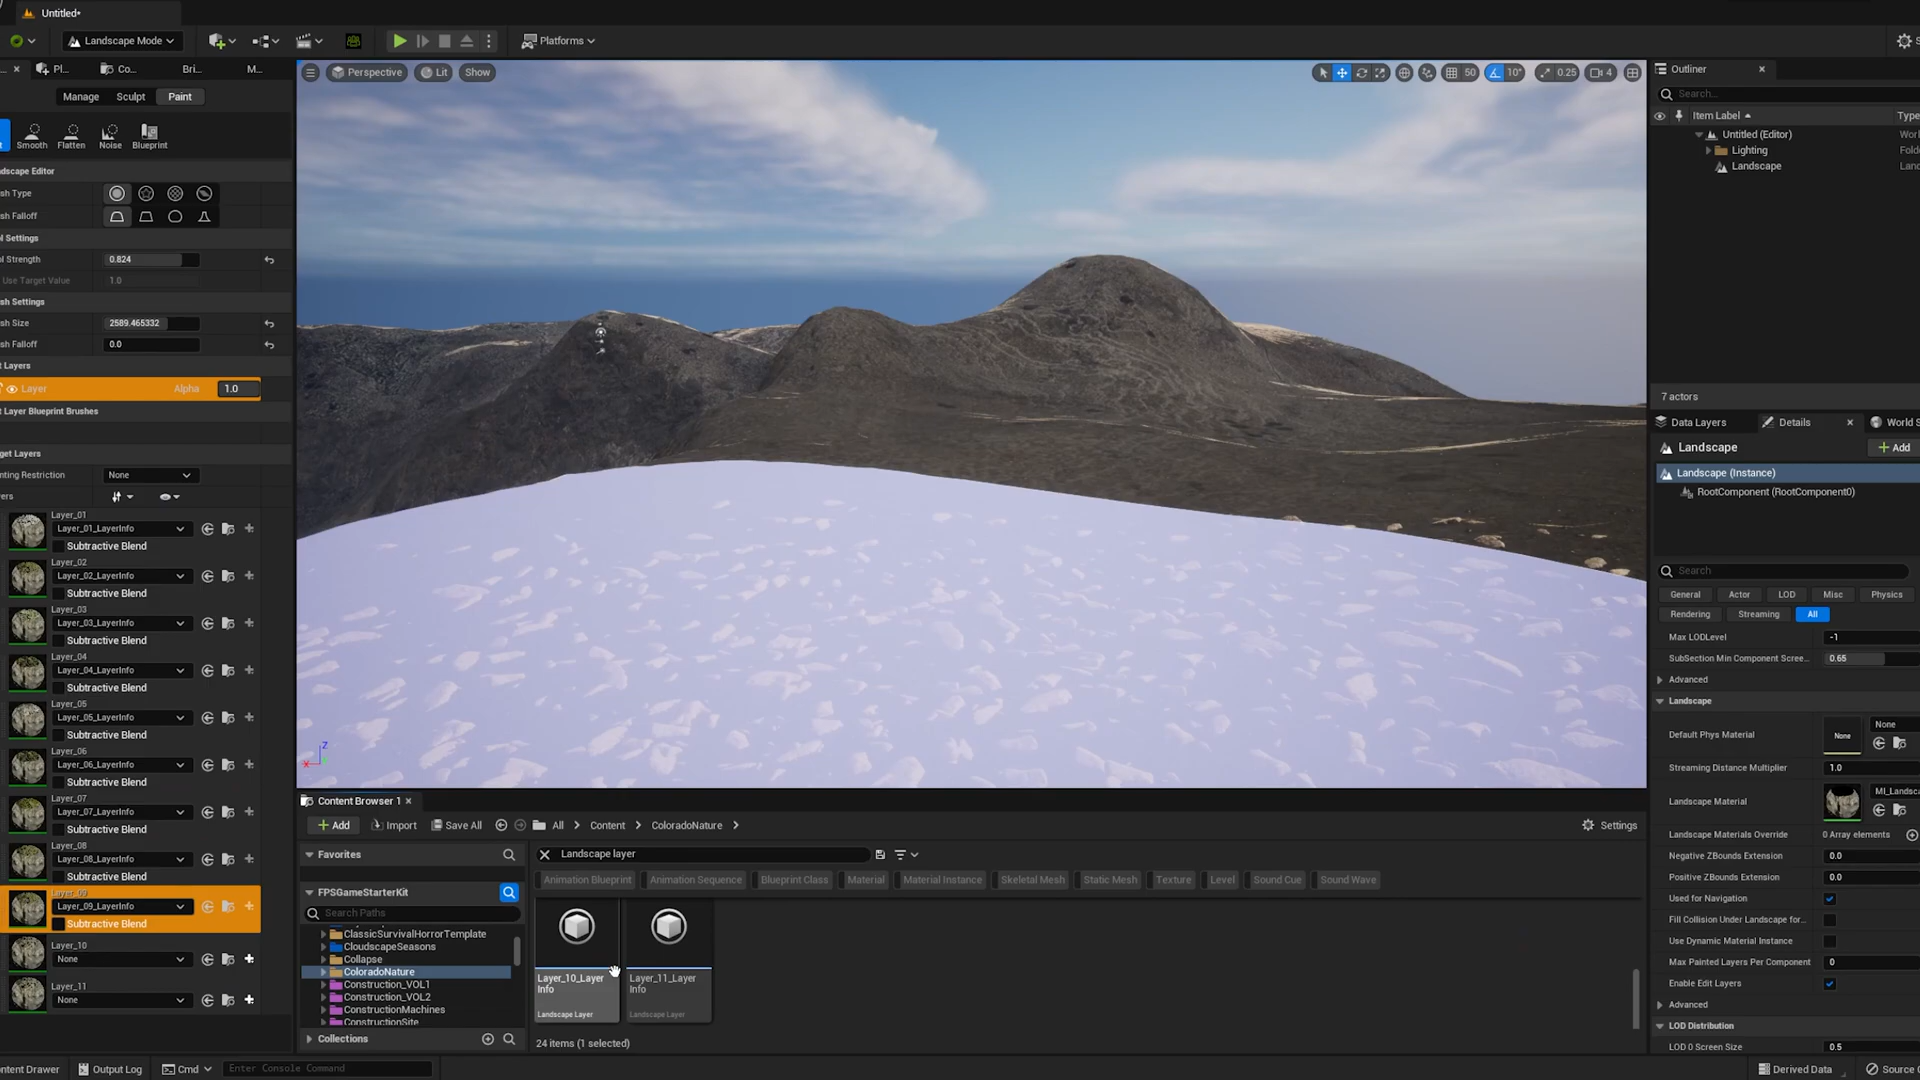 Untitled*
Landscape Mode
Platforms
Pl...
Co...
Bri...
M...
Manage
Sculpt
Paint
Smooth
Flatten
Noise
Blueprint
ndscape Editor
sh Type
sh Falloff
ol Settings
ol Strength
0.824
Use Target Value
1.0
sh Settings
sh Size
2589.465332
sh Falloff
0.0
t Layers
Layer
Alpha
1.0
t Layer Blueprint Brushes
rget Layers
nting Restriction
None
ers
Layer_01
Layer_01_LayerInfo
Subtractive Blend
Layer_02
Layer_02_LayerInfo
Subtractive Blend
Layer_03
Layer_03_LayerInfo
Subtractive Blend
Layer_04
Layer_04_LayerInfo
Subtractive Blend
Layer_05
Layer_05_LayerInfo
Subtractive Blend
Layer_06
Layer_06_LayerInfo
Subtractive Blend
Layer_07
Layer_07_LayerInfo
Subtractive Blend
Layer_08
Layer_08_LayerInfo
Subtractive Blend
Layer_09
Layer_09_LayerInfo
Subtractive Blend
Layer_10
None
Layer_11
None
Perspective
Lit
Show
50
10°
0.25
4
Z
X
Content Browser 1
Add
Import
Save All
All
Content
ColoradoNature
Settings
Favorites
FPSGameStarterKit
Search Paths
ClassicSurvivalHorrorTemplate
CloudscapeSeasons
Collapse
ColoradoNature
Construction_VOL1
Construction_VOL2
ConstructionMachines
ConstructionSite
Collections
Landscape layer
Animation Blueprint
Animation Sequence
Blueprint Class
Material
Material Instance
Skeletal Mesh
Static Mesh
Texture
Level
Sound Cue
Sound Wave
Layer_10_Layer
Info
Landscape Layer
Layer_11_Layer
Info
Landscape Layer
24 items (1 selected)
ontent Drawer
Output Log
Cmd
Enter Console Command
Derived Data
Source C
S
Outliner
Search...
Item Label
Type
Untitled (Editor)
Worl
Lighting
Folde
Landscape
Land
7 actors
Data Layers
Details
World S
Landscape
Add
Landscape (Instance)
RootComponent (RootComponent0)
Search
General
Actor
LOD
Misc
Physics
Rendering
Streaming
All
Max LODLevel
-1
SubSection Min Component Scree...
0.65
Advanced
Landscape
Default Phys Material
None
None
Streaming Distance Multiplier
1.0
Landscape Material
MI_Landsca
Landscape Materials Override
0 Array elements
Negative ZBounds Extension
0.0
Positive ZBounds Extension
0.0
Used for Navigation
Fill Collision Under Landscape for...
Use Dynamic Material Instance
Max Painted Layers Per Component
0
Enable Edit Layers
Advanced
LOD Distribution
LOD 0 Screen Size
0.5